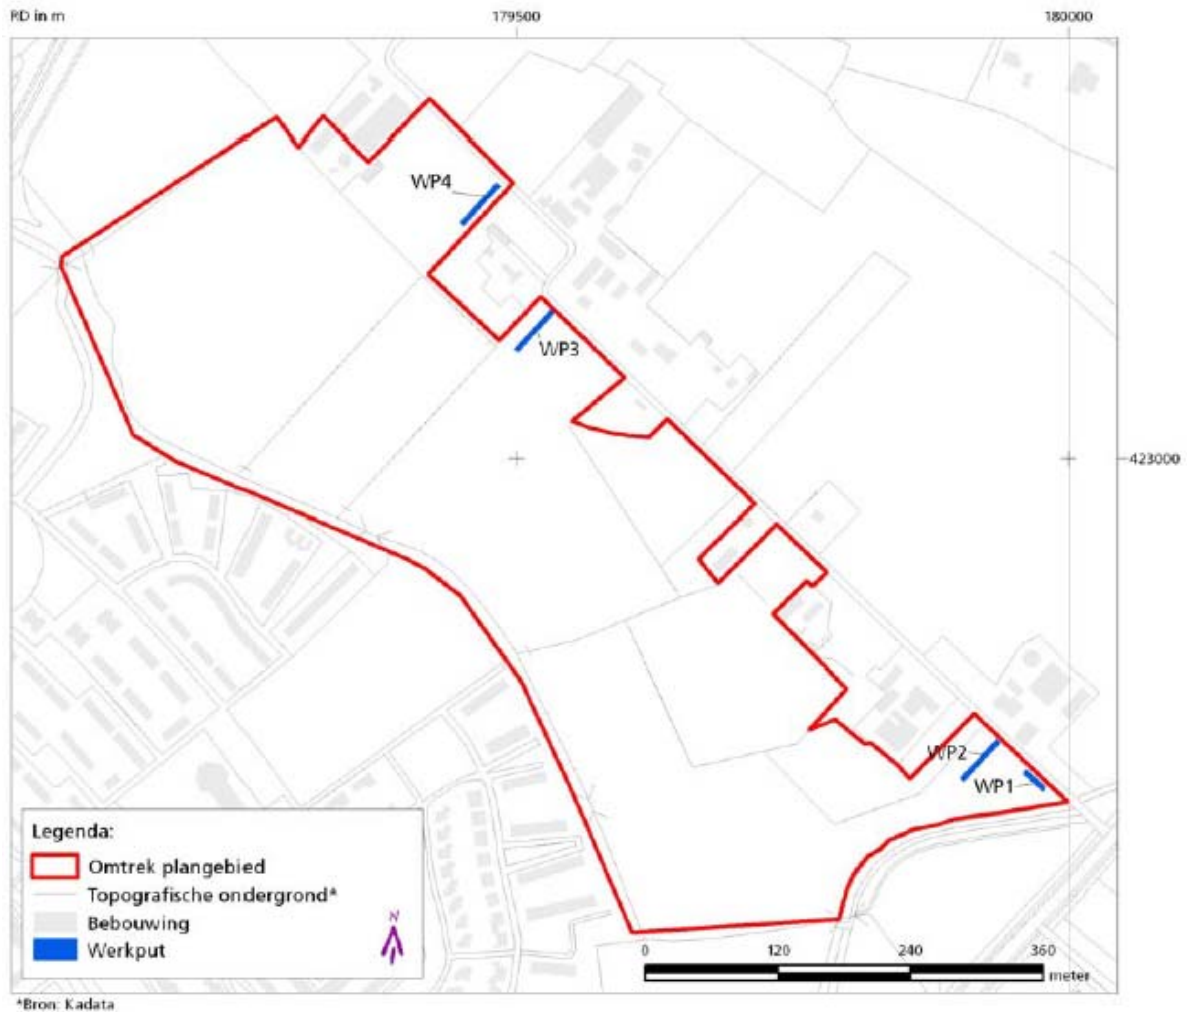 RD in m
179500
180000
WP4
WP3
423000
WP2
WP1
Legenda:
Omtrek plangebied
Topografische ondergrond*
Bebouwing
Werkput
N
0 120 240 360
meter
*Bron: Kadata